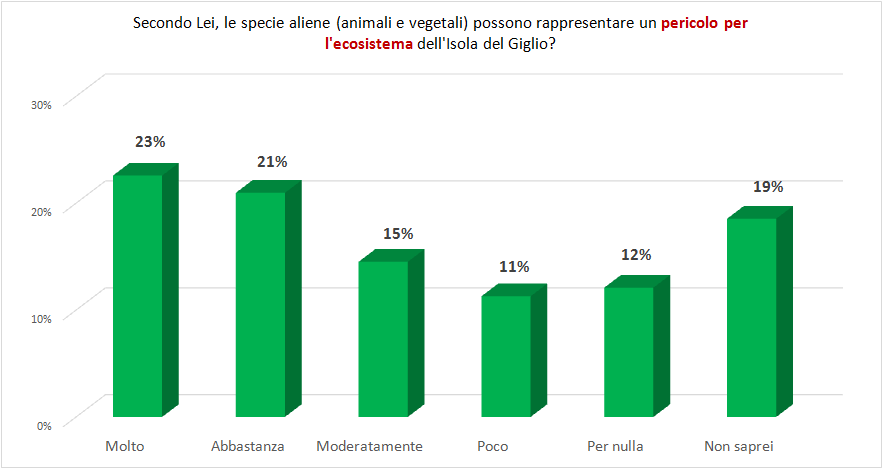 Secondo Lei, le specie aliene (animali e vegetali) possono rappresentare un pericolo per
l'ecosistema dell'Isola del Giglio?
30%
20%
10%
0%
23%
21%
15%
11%
12%
19%
Molto
Abbastanza
Moderatamente
Poco
Per nulla
Non saprei